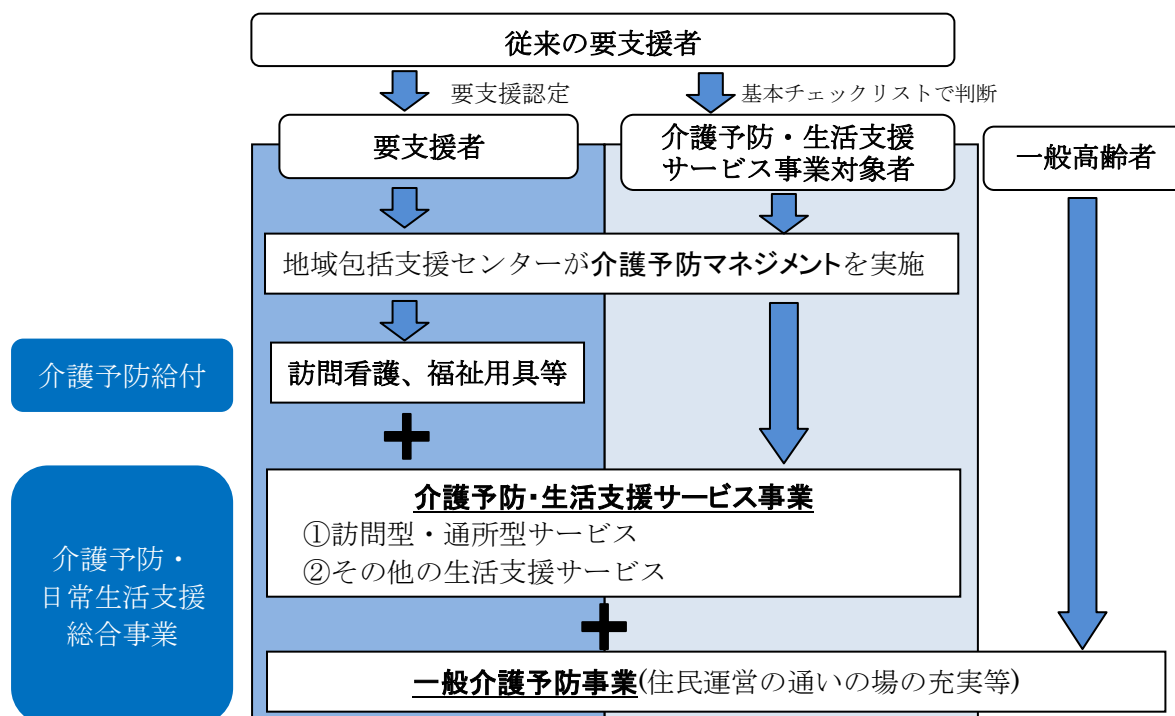 従来の要支援者
要支援認定
基本チェックリストで判断
要支援者
介護予防・生活支援
サービス事業対象者
一般高齢者
地域包括支援センターが介護予防マネジメントを実施
介護予防給付
訪問看護、福祉用具等
介護予防・生活支援サービス事業
①訪問型・通所型サービス
②その他の生活支援サービス
介護予防・
日常生活支援
総合事業
一般介護予防事業(住民運営の通いの場の充実等)